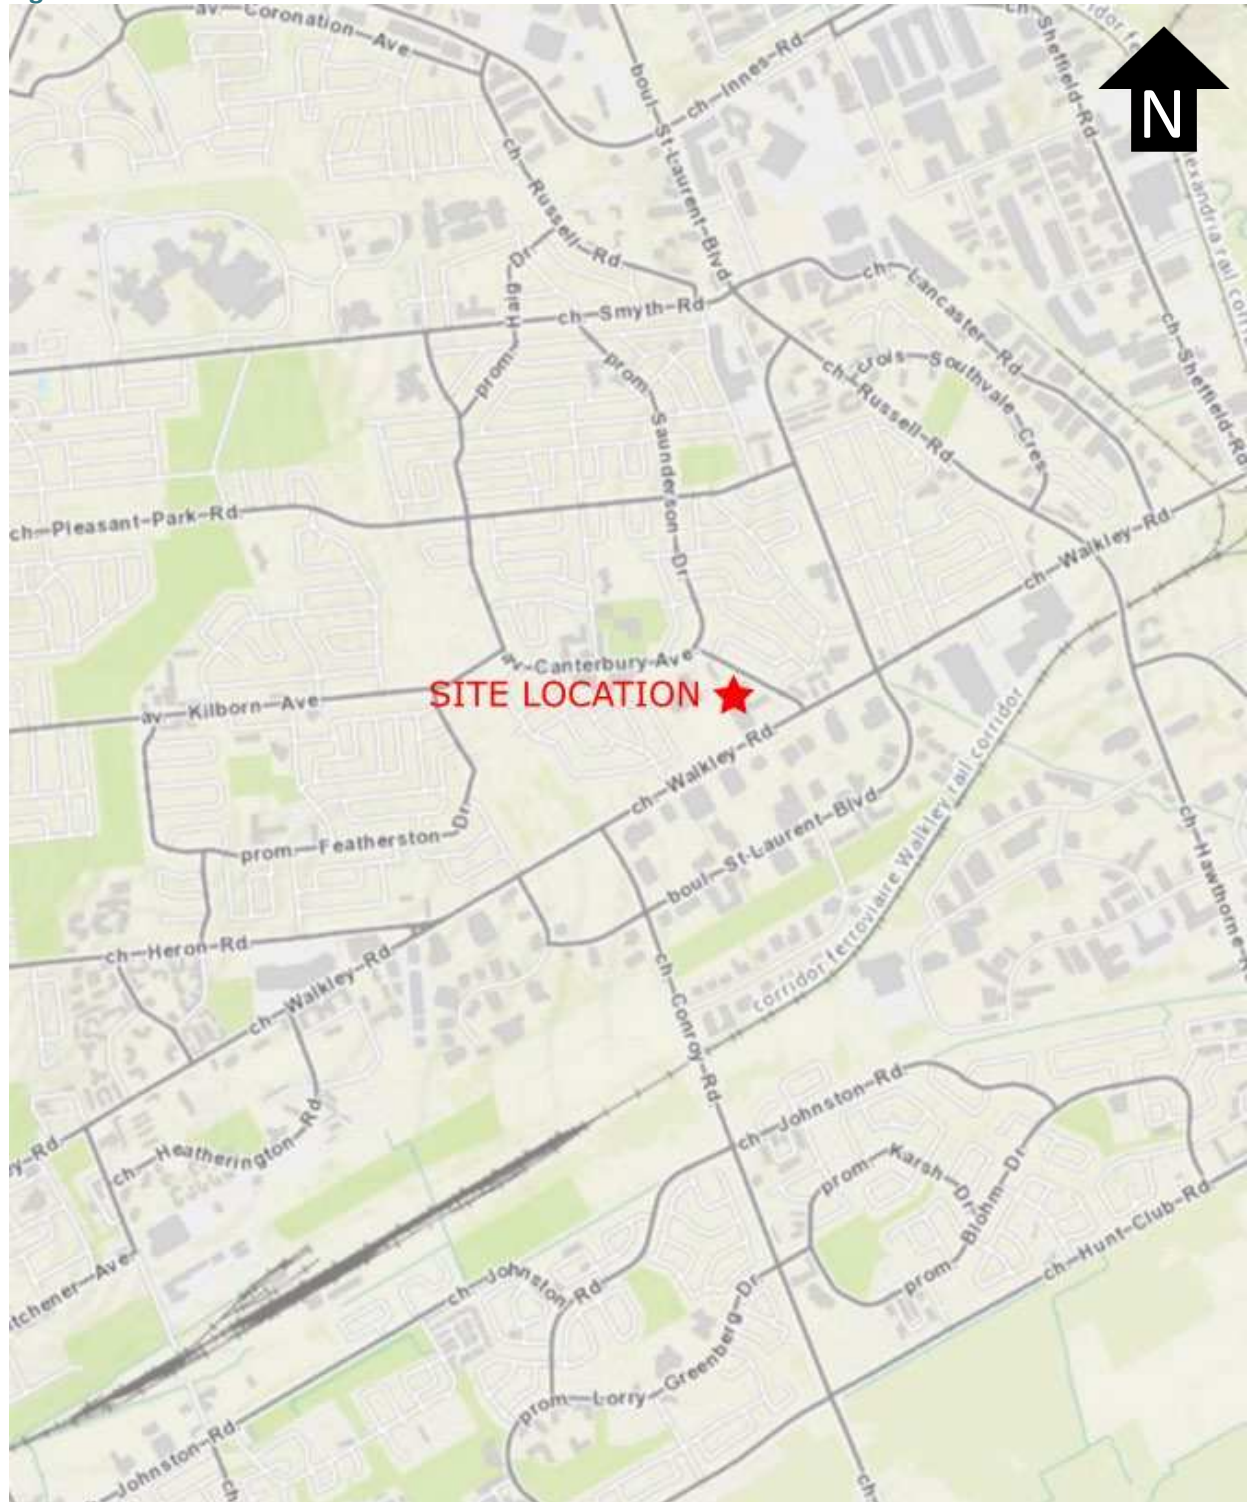 av. Coronation Ave
boul St-Laurent-Blvd
ch Innes-Rd
ch Sheffield-Rd
N
ch Russell-Rd
prom Haig Dr
ch Smyth-Rd
ch Lancaster-Rd
ch Sheffield-Rd
prom Saunderson Dr
ch Russell-Rd
crois Southvale Cres
ch Pleasant-Park-Rd
ch Walkley-Rd
av Canterbury-Ave
SITE LOCATION
av Kilborn Ave
ch Walkley-Rd
prom. Featherston Dr
boul St-Laurent-Blvd
corridor ferroviaire Walkley rail corridor
ch Hawthorne
ch Heron-Rd
ch Walkley-Rd
ch Conroy-Rd
ch Johnston-Rd
ch Heatherington-Rd
prom. Karsh Dr
prom Blohm Dr
ch Hunt-Club-Rd
ch Johnston Rd
prom Lorry Greenberg Dr
Johnston-Rd
ch
ch